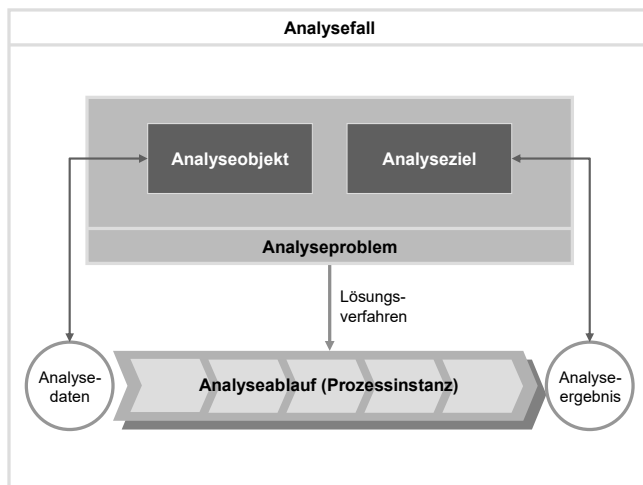 Analysefall
Analyseobjekt
Analyseziel
Analyseproblem
Lösungs-
verfahren
Analyse-
daten
Analyseablauf (Prozessinstanz)
Analyse-
ergebnis